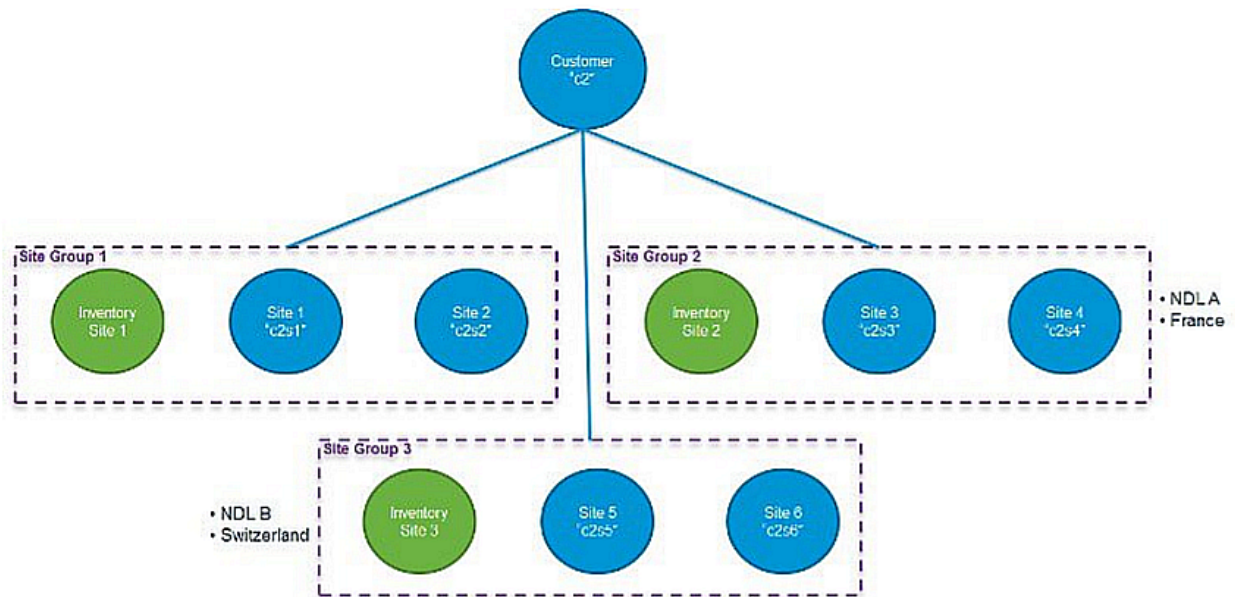 Customer
"c2"
Site Group 1
Inventory
Site 1
Site 1
"c2s1"
Site 2
"c2s2"
Site Group 2
Inventory
Site 2
Site 3
"c2s3"
Site 4
"c2s4"
• NDL A
• France
Site Group 3
• NDL B
• Switzerland
Inventory
Site 3
Site 5
"c2s5"
Site 6
"c2s6"